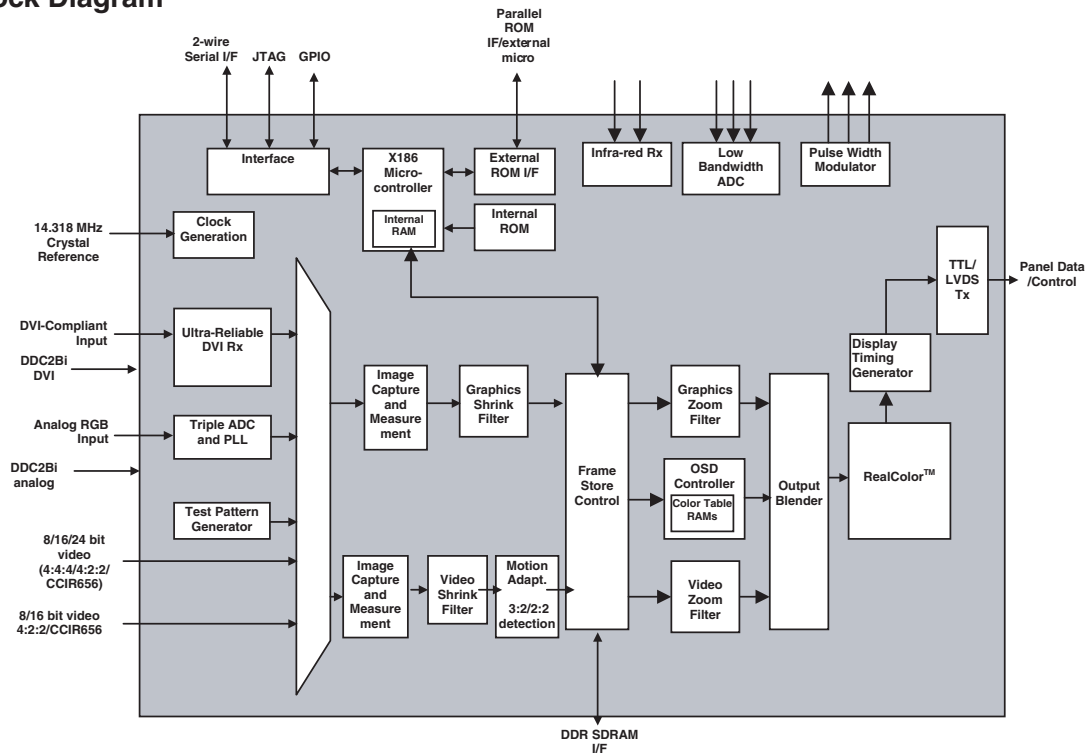 ock Diagram
Parallel
ROM
IF/external
micro
2-wire
Serial I/F
JTAG
GPIO
Interface
X186
Micro-
controller
Internal
RAM
External
ROM I/F
Internal
ROM
Infra-red Rx
Low
Bandwidth
ADC
Pulse Width
Modulator
14.318 MHz
Crystal
Reference
Clock
Generation
TTL/
LVDS
Tx
Panel Data
/Control
DVI-Compliant
Input
Ultra-Reliable
DVI Rx
DDC2Bi
DVI
Display
Timing
Generator
Image
Capture
and
Measure
ment
Graphics
Shrink
Filter
Graphics
Zoom
Filter
Analog RGB
Input
Triple ADC
and PLL
DDC2Bi
analog
Frame
Store
Control
OSD
Controller
Color Table
RAMs
Output
Blender
RealColor™
Test Pattern
Generator
8/16/24 bit
video
(4:4:4/4:2:2/
CCIR656)
Image
Capture
and
Measure
ment
Video
Shrink
Filter
Motion
Adapt.
3:2/2:2
detection
Video
Zoom
Filter
8/16 bit video
4:2:2/CCIR656
DDR SDRAM
I/F